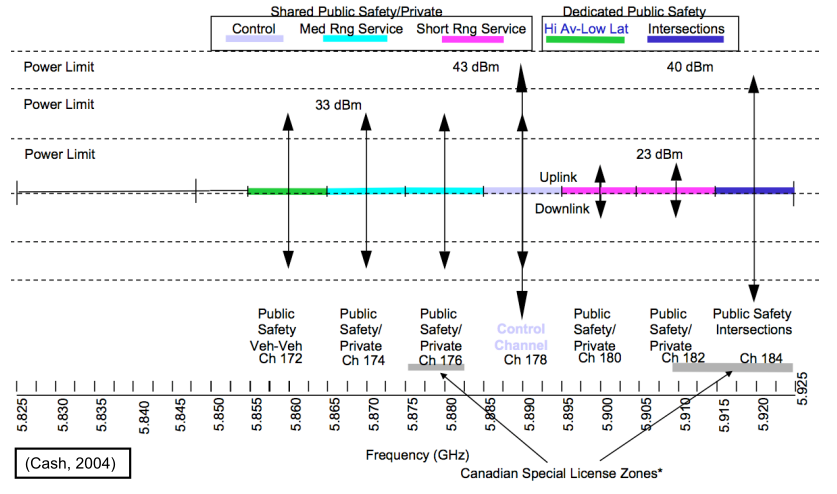 Shared Public Safety/Private
Dedicated Public Safety
Control
Med Rng Service
Short Rng Service
Hi Av-Low Lat
Intersections
Power Limit
43 dBm
40 dBm
Power Limit
33 dBm
Power Limit
23 dBm
Uplink
Downlink
Public
Safety
Veh-Veh
Ch 172
Public
Safety/
Private
Ch 174
Public
Safety/
Private
Ch 176
Control
Channel
Ch 178
Public
Safety/
Private
Ch 180
Public
Safety/
Private
Ch 182
Public Safety
Intersections
Ch 184
5.825
5.830
5.835
5.840
5.845
5.850
5.855
5.860
5.865
5.870
5.875
5.880
5.885
5.890
5.895
5.900
5.905
5.910
5.915
5.920
5.925
Frequency (GHz)
(Cash, 2004)
Canadian Special License Zones*